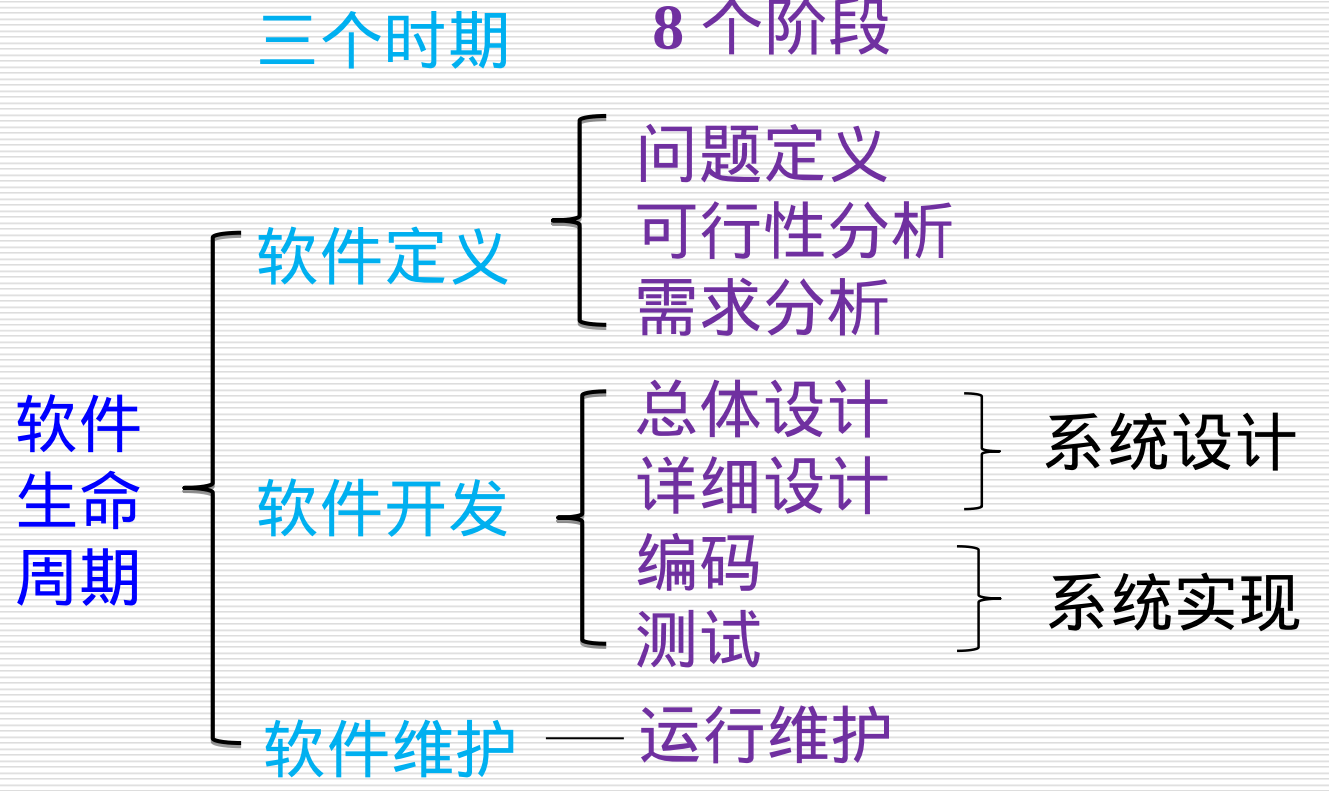 三个时期
8 个阶段
问题定义
可行性分析
需求分析
软件定义
软件
生命
周期
总体设计
详细设计
编码
测试
软件开发
系统设计
系统实现
软件维护
运行维护